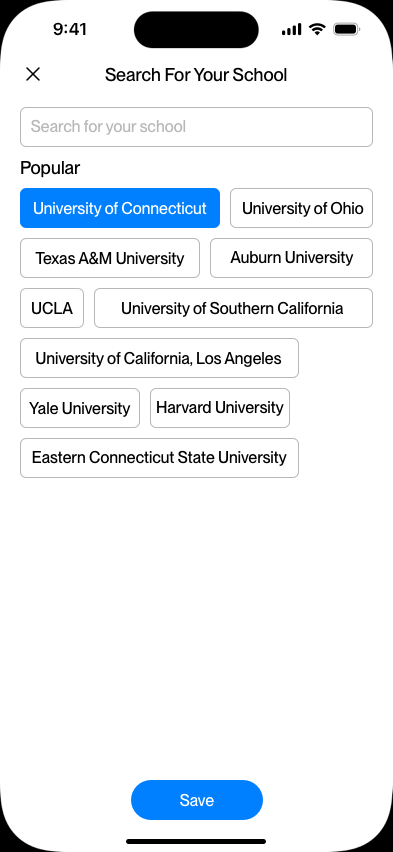 9:41
Search For Your School
Search for your school
Popular
University of Connecticut
University of Ohio
Texas A&M University
Auburn University
UCLA
University of Southern California
University of California, Los Angeles
Yale University
Harvard University
Eastern Connecticut State University
Save